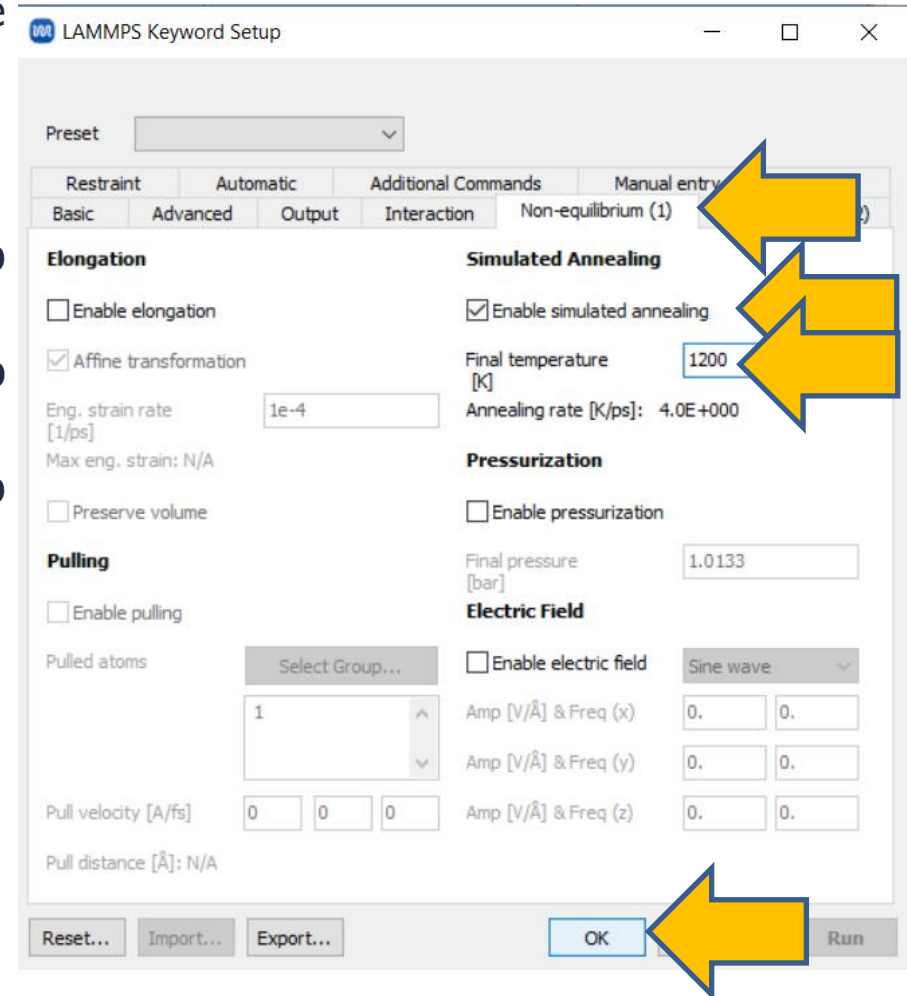 e
LAMMPS Keyword Setup
Preset
Restraint Automatic Additional Commands Manual entry
Basic Advanced Output Interaction Non-equilibrium (1) 2)
Elongation
Enable elongation
Affine transformation
Eng. strain rate
[1/ps]
1e-4
Max eng. strain: N/A
Preserve volume
Pulling
Enable pulling
Pulled atoms Select Group...
1
Pull velocity [A/fs] 0 0 0
Pull distance [Å]: N/A
Simulated Annealing
Enable simulated annealing
Final temperature
[K]
1200
Annealing rate [K/ps]: 4.0E+000
Pressurization
Enable pressurization
Final pressure
[bar]
1.0133
Electric Field
Enable electric field Sine wave
Amp [V/Å] & Freq (x) 0. 0.
Amp [V/Å] & Freq (y) 0. 0.
Amp [V/Å] & Freq (z) 0. 0.
Reset... Import... Export... OK Run